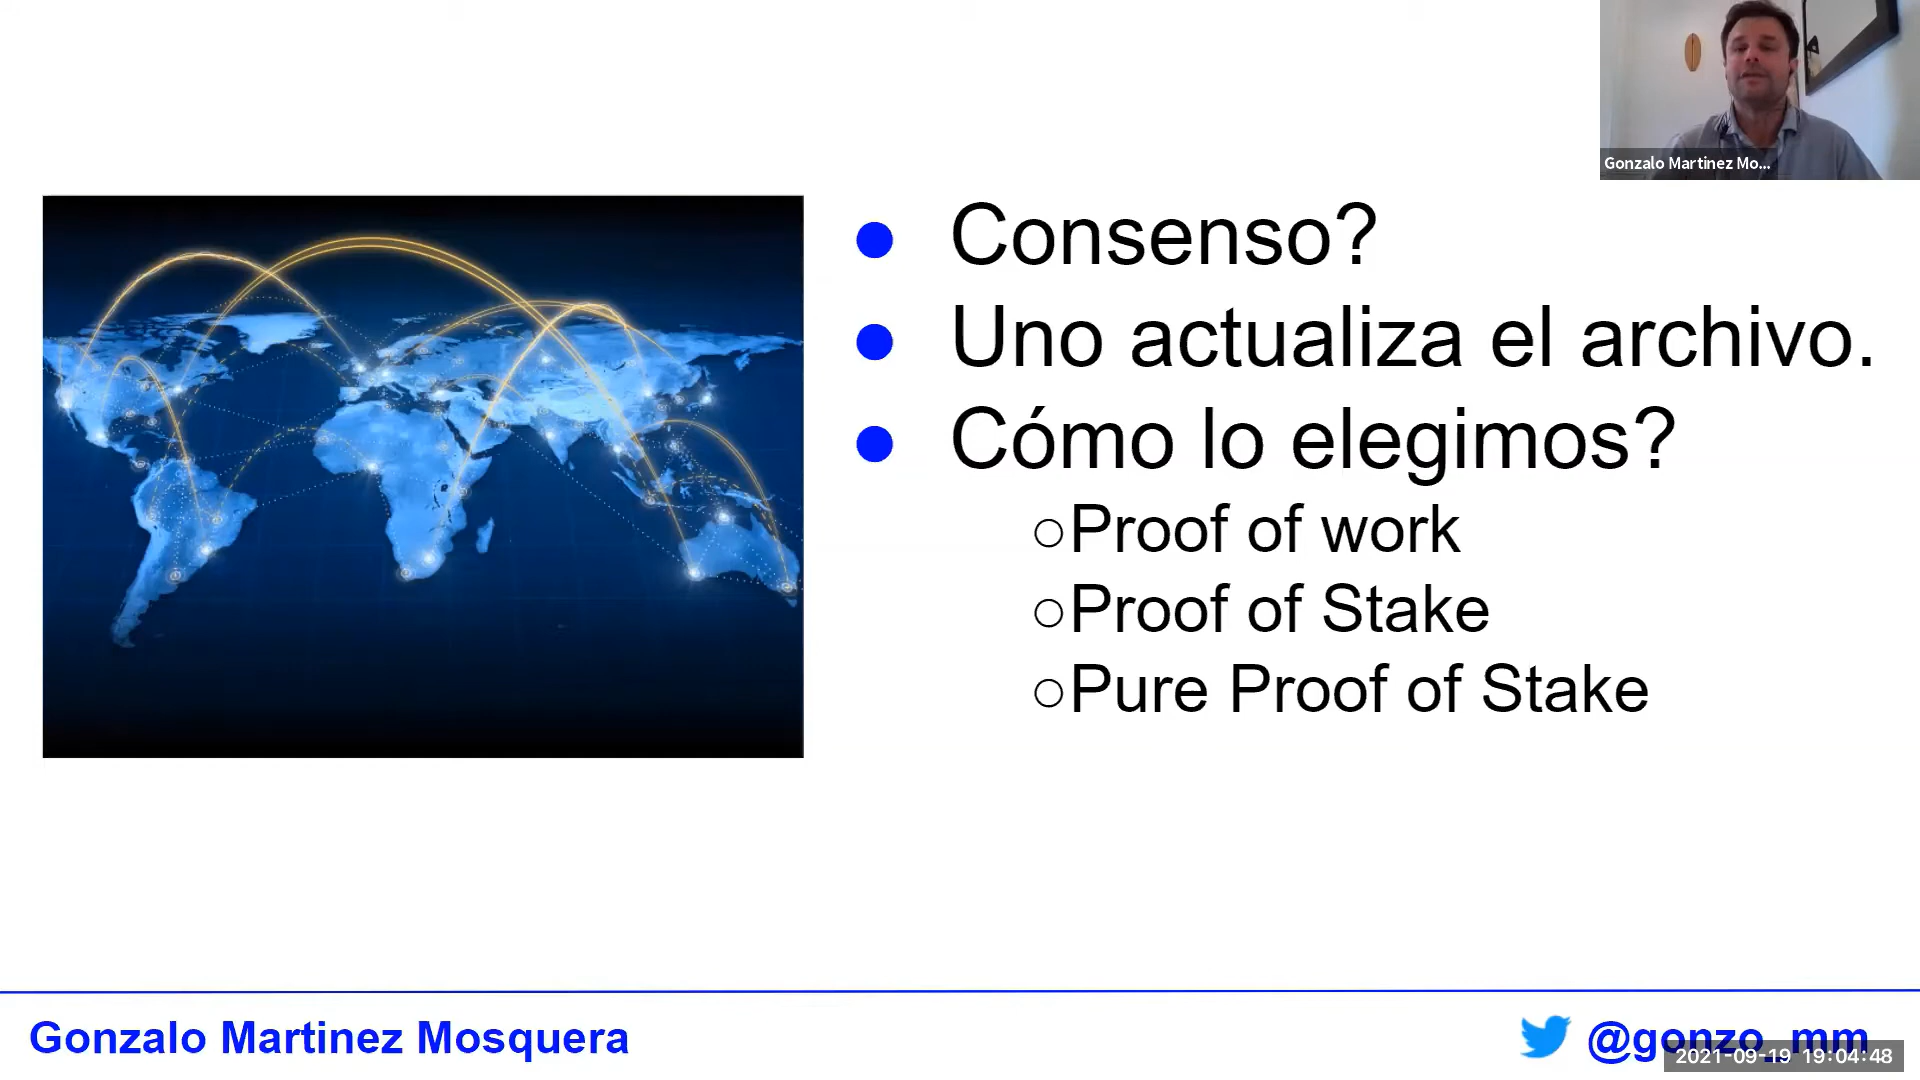 Gonzalo Martinez Mo...
● Consenso?
● Uno actualiza el archivo.
● Cómo lo elegimos?
○Proof of work
○Proof of Stake
○Pure Proof of Stake
Gonzalo Martinez Mosquera
@gonzo_mm
2021-09-19 19:04:48